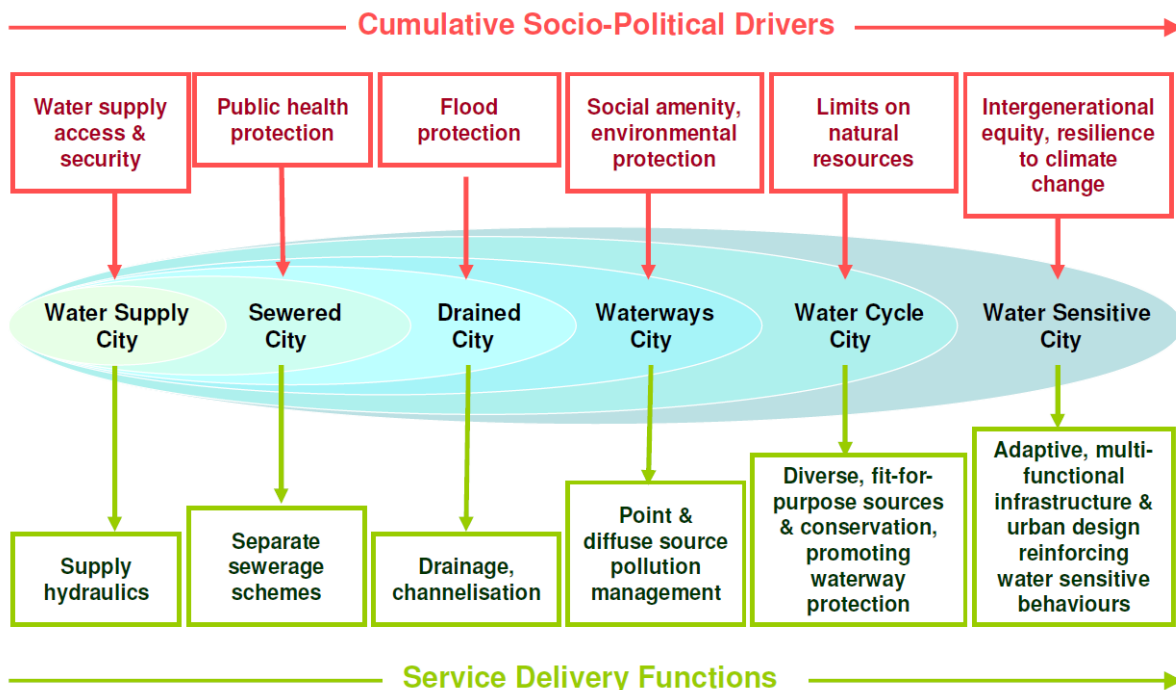 Cumulative Socio-Political Drivers
Water supply
access &
security
Public health
protection
Flood
protection
Social amenity,
environmental
protection
Limits on
natural
resources
Intergenerational
equity, resilience
to climate
change
Water Supply
City
Sewered
City
Drained
City
Waterways
City
Water Cycle
City
Water Sensitive
City
Supply
hydraulics
Separate
sewerage
schemes
Drainage,
channelisation
Point &
diffuse source
pollution
management
Diverse, fit-for-
purpose sources
& conservation,
promoting
waterway
protection
Adaptive, multi-
functional
infrastructure &
urban design
reinforcing
water sensitive
behaviours
Service Delivery Functions